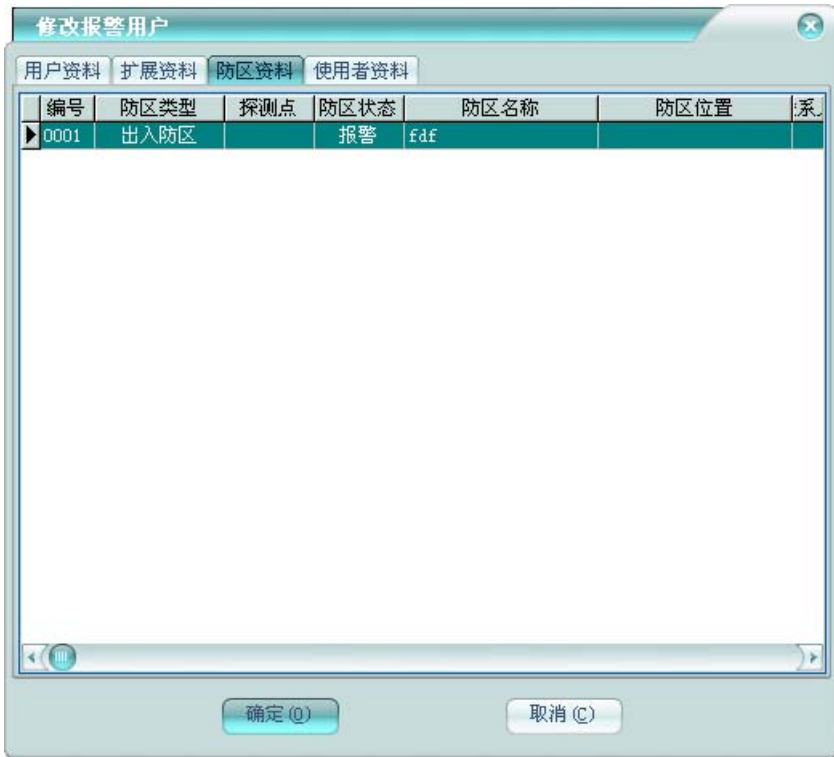 修改报警用户
用户资料 扩展资料 防区资料 使用者资料
编号 防区类型 探测点 防区状态 防区名称 防区位置 系
0001 出入防区 报警 fdf
确定(O)
取消(C)